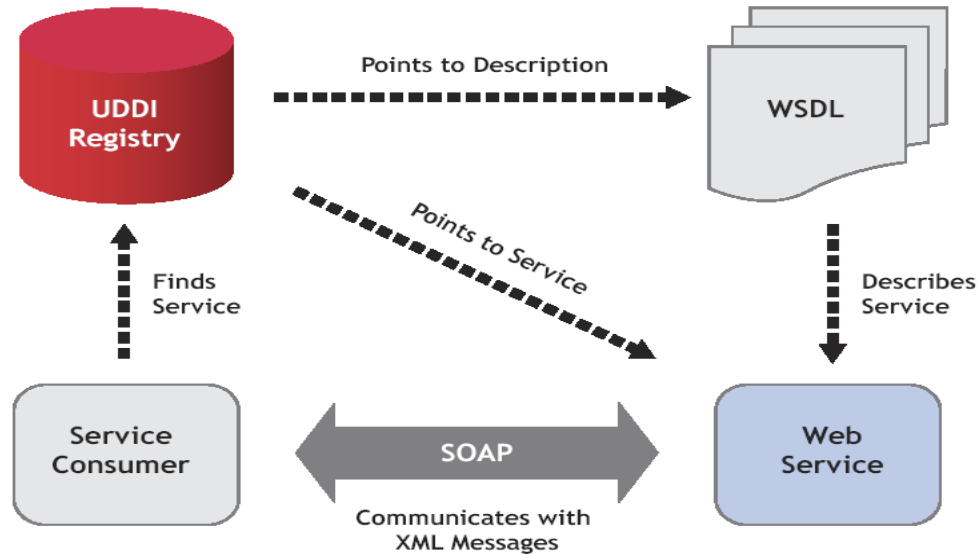 Points to Description
UDDI
Registry
WSDL
Points to Service
Finds
Service
Describes
Service
Service
Consumer
SOAP
Web
Service
Communicates with
XML Messages